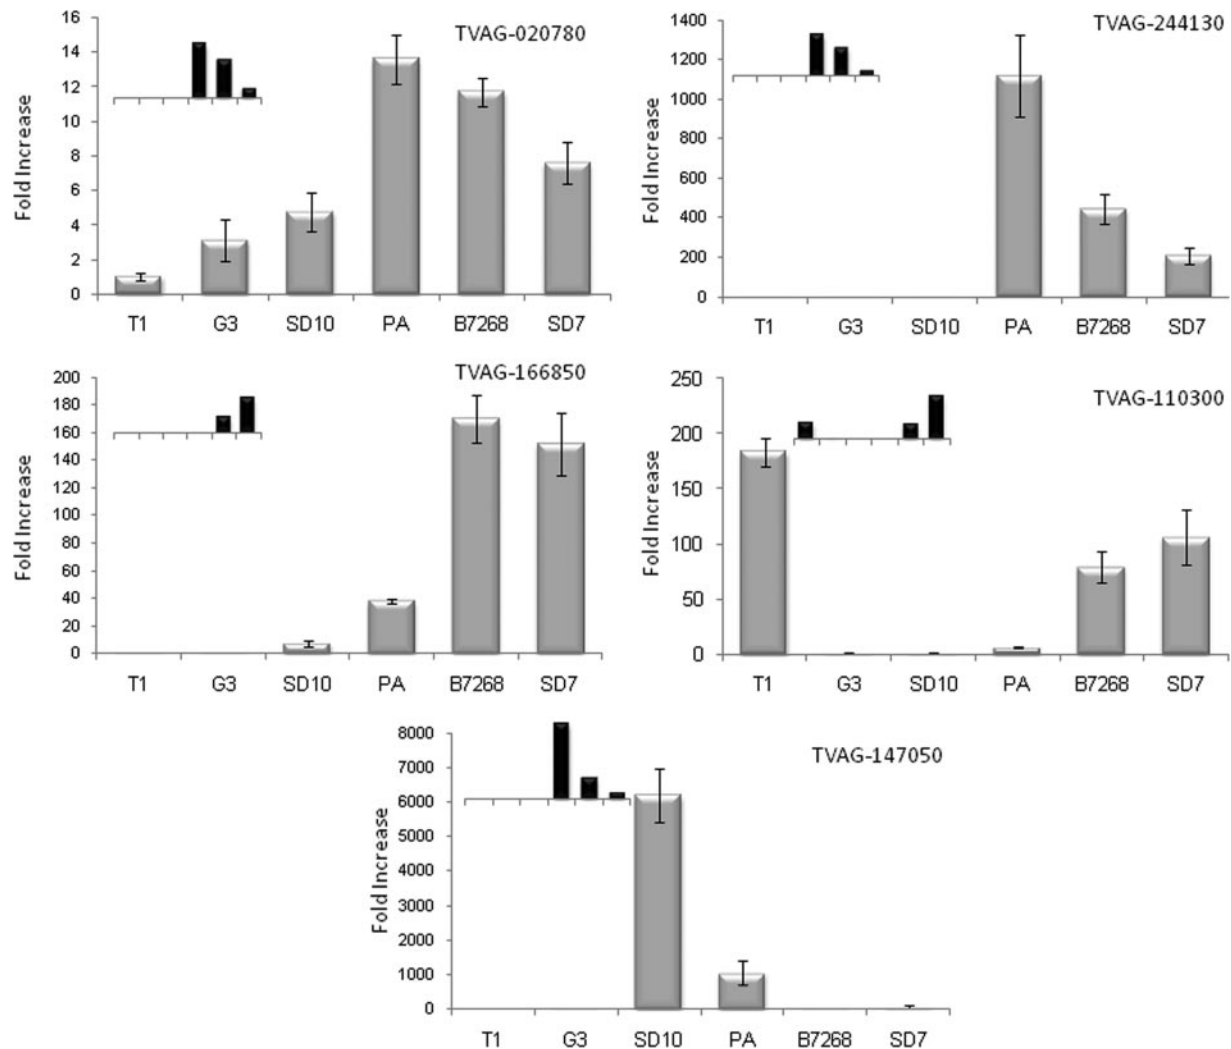 TVAG-020780
Fold Increase
16
14
12
10
8
6
4
2
0
T1 G3 SD10 PA B7268 SD7
TVAG-244130
Fold Increase
1400
1200
1000
800
600
400
200
0
T1 G3 SD10 PA B7268 SD7
TVAG-166850
Fold Increase
200
180
160
140
120
100
80
60
40
20
0
T1 G3 SD10 PA B7268 SD7
TVAG-110300
Fold Increase
250
200
150
100
50
0
T1 G3 SD10 PA B7268 SD7
TVAG-147050
Fold Increase
8000
7000
6000
5000
4000
3000
2000
1000
0
T1 G3 SD10 PA B7268 SD7